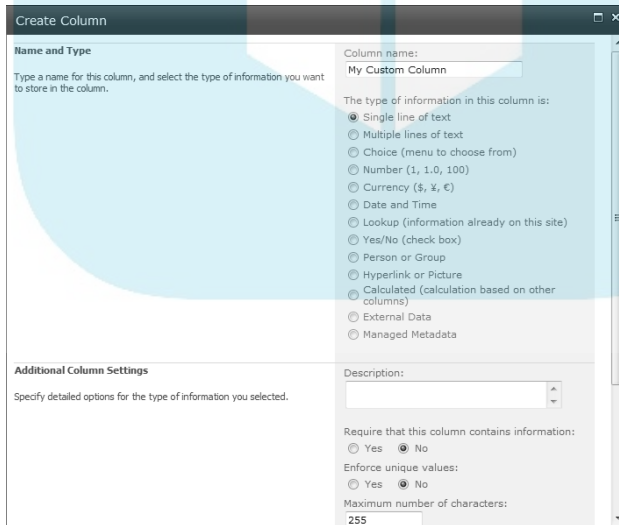 Create Column
Name and Type
Type a name for this column, and select the type of information you want
to store in the column.
Column name:
My Custom Column
The type of information in this column is:
Single line of text
Multiple lines of text
Choice (menu to choose from)
Number (1, 1.0, 100)
Currency ($, ¥, €)
Date and Time
Lookup (information already on this site)
Yes/No (check box)
Person or Group
Hyperlink or Picture
Calculated (calculation based on other
columns)
External Data
Managed Metadata
Additional Column Settings
Specify detailed options for the type of information you selected.
Description:
Require that this column contains information:
Yes No
Enforce unique values:
Yes No
Maximum number of characters:
255